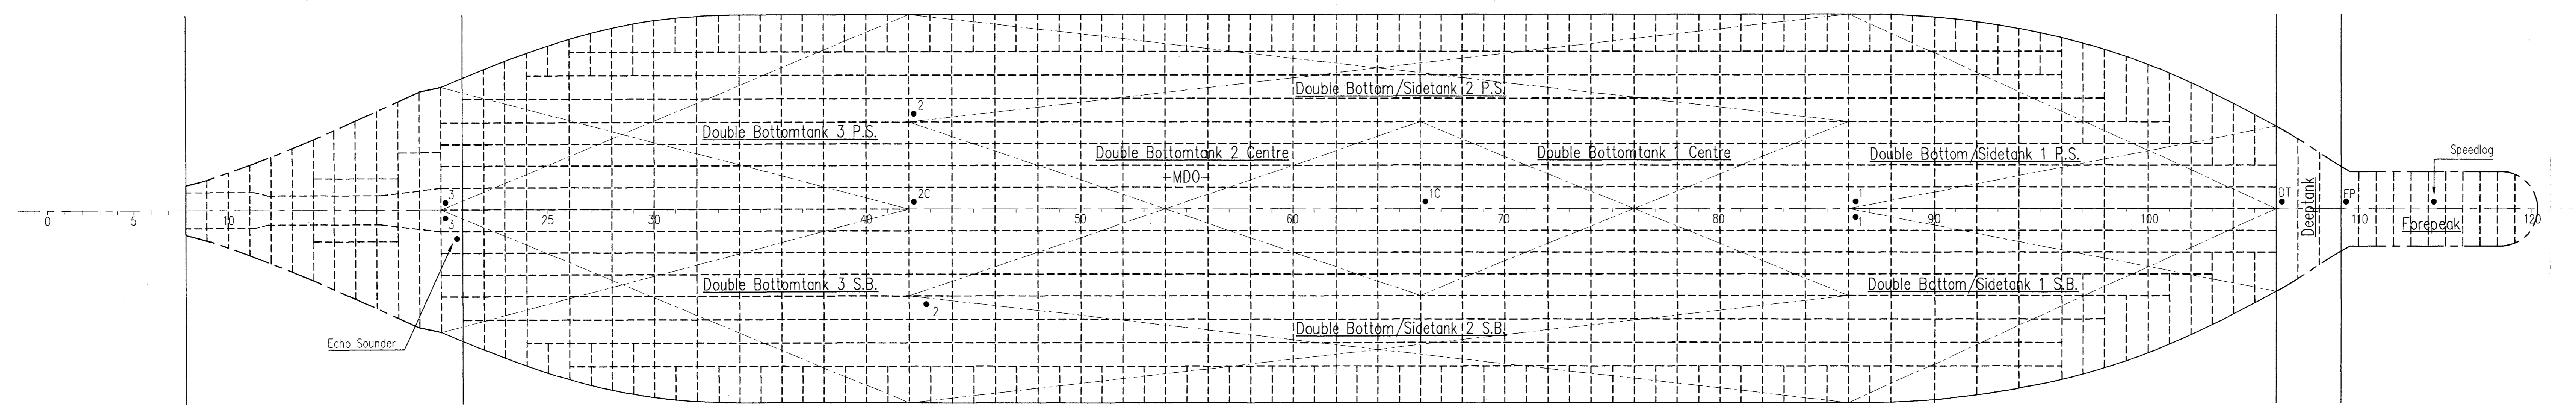 Double Bottom/Sidetank 2 P.S.
2
Double Bottomtank 3 P.S.
Double Bottomtank 2 Centre
-MDO-
Double Bottomtank 1 Centre
Double Bottom/Sidetank 1 P.S.
Speedlog
Deeptank
3
2C
1C
1
DT
FP
0
5
10
25
30
40
50
60
70
80
90
100
110
120
3
1
Forepeak
Double Bottomtank 3 S.B.
Double Bottom/Sidetank 1 S.B.
2
Double Bottom/Sidetank 2 S.B.
Echo Sounder